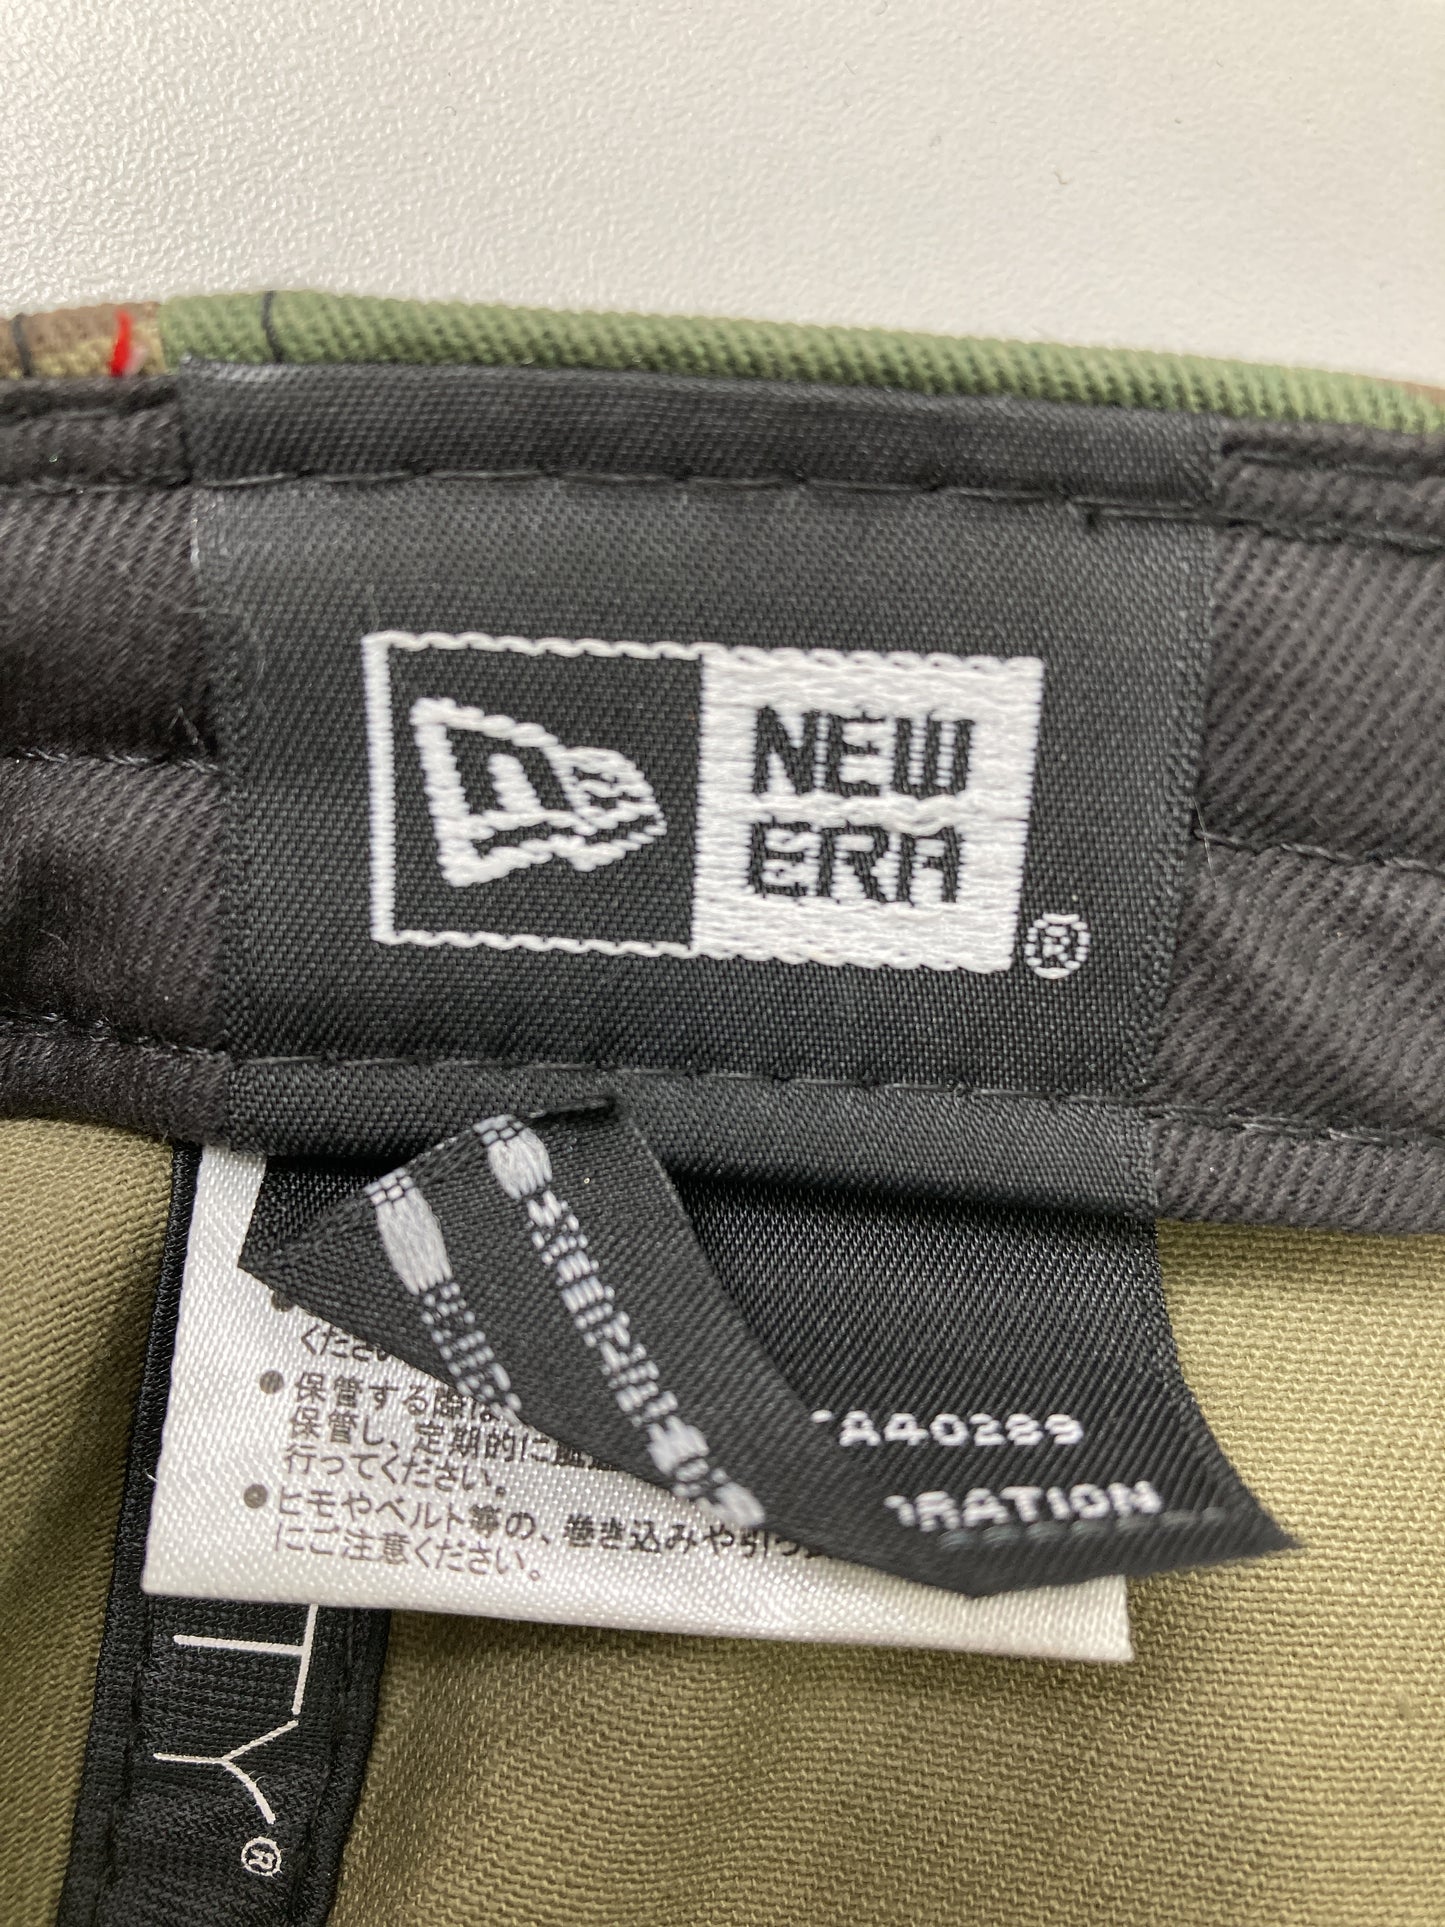 NEW
ERA
®
A40289
RATION
ください
保管する際は
保管し、定期的に
行ってください。
ヒモやベルト等の、巻き込みや引っ
にご注意ください。
TY®